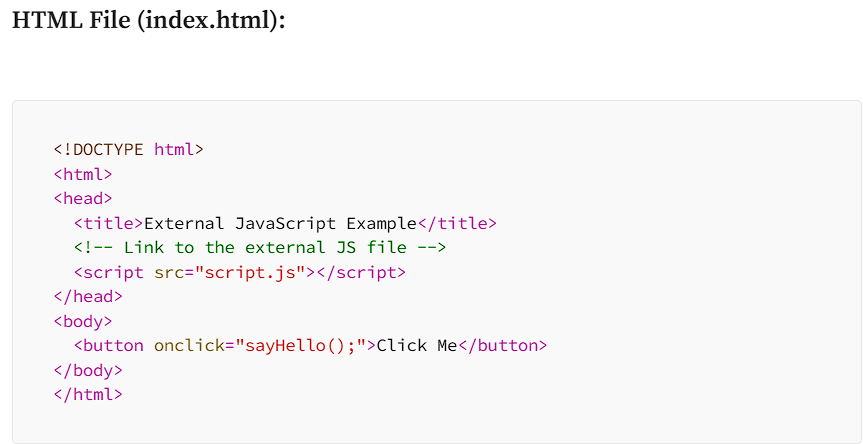 HTML File (index.html):
<!DOCTYPE html>
<html>
<head>
  <title>External JavaScript Example</title>
  <!-- Link to the external JS file -->
  <script src="script.js"></script>
</head>
<body>
  <button onclick="sayHello();">Click Me</button>
</body>
</html>